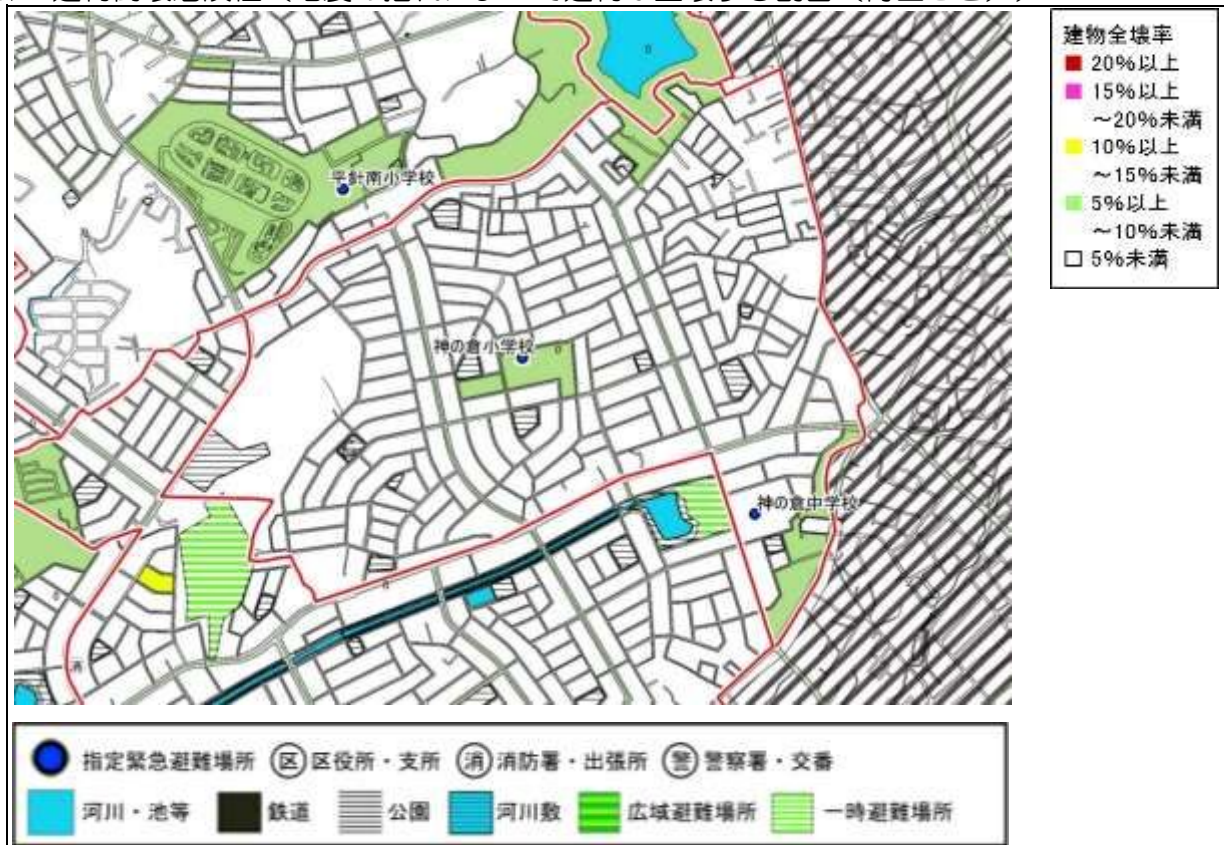 建物全壊率
20%以上
15%以上
～20%未満
10%以上
～15%未満
5%以上
～10%未満
5%未満
平針南小学校
神の倉小学校
神の倉中学校
消
指定緊急避難場所 区 区役所・支所 消 消防署・出張所 警 警察署・交番
河川・池等 鉄道 公園 河川敷 広域避難場所 一時避難場所